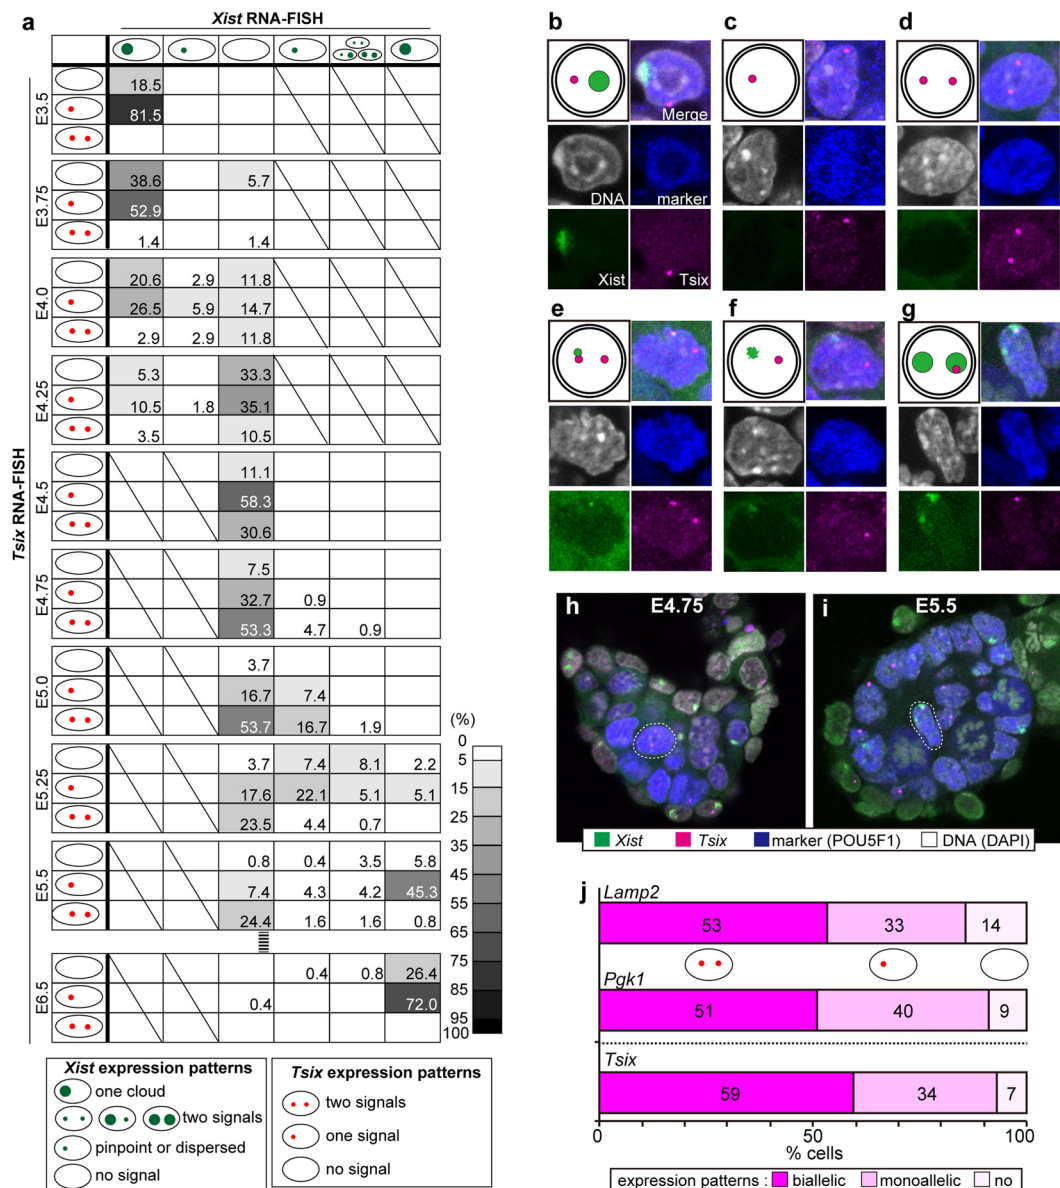 a
Xist RNA-FISH
Tsix RNA-FISH
E3.5
18.5
81.5
E3.75
38.6 5.7
52.9
1.4 1.4
E4.0
20.6 2.9 11.8
26.5 5.9 14.7
2.9 2.9 11.8
E4.25
5.3 33.3
10.5 1.8 35.1
3.5 10.5
E4.5
11.1
58.3
30.6
E4.75
7.5
32.7 0.9
53.3 4.7 0.9
E5.0
3.7
16.7 7.4
53.7 16.7 1.9
E5.25
3.7 7.4 8.1 2.2
17.6 22.1 5.1 5.1
23.5 4.4 0.7
E5.5
0.8 0.4 3.5 5.8
7.4 4.3 4.2 45.3
24.4 1.6 1.6 0.8
E6.5
0.4 0.8 26.4
0.4 72.0
(%)
0
5
15
25
35
45
55
65
75
85
95
100
Xist expression patterns
one cloud
two signals
pinpoint or dispersed
no signal
Tsix expression patterns
two signals
one signal
no signal
b
Merge
DNA
marker
Xist
Tsix
c
d
e
f
g
h
E4.75
i
E5.5
Xist
Tsix
marker (POU5F1)
DNA (DAPI)
j
Lamp2
53 33 14
Pgk1
51 40 9
Tsix
59 34 7
0 50 100
% cells
expression patterns : biallelic monoallelic no